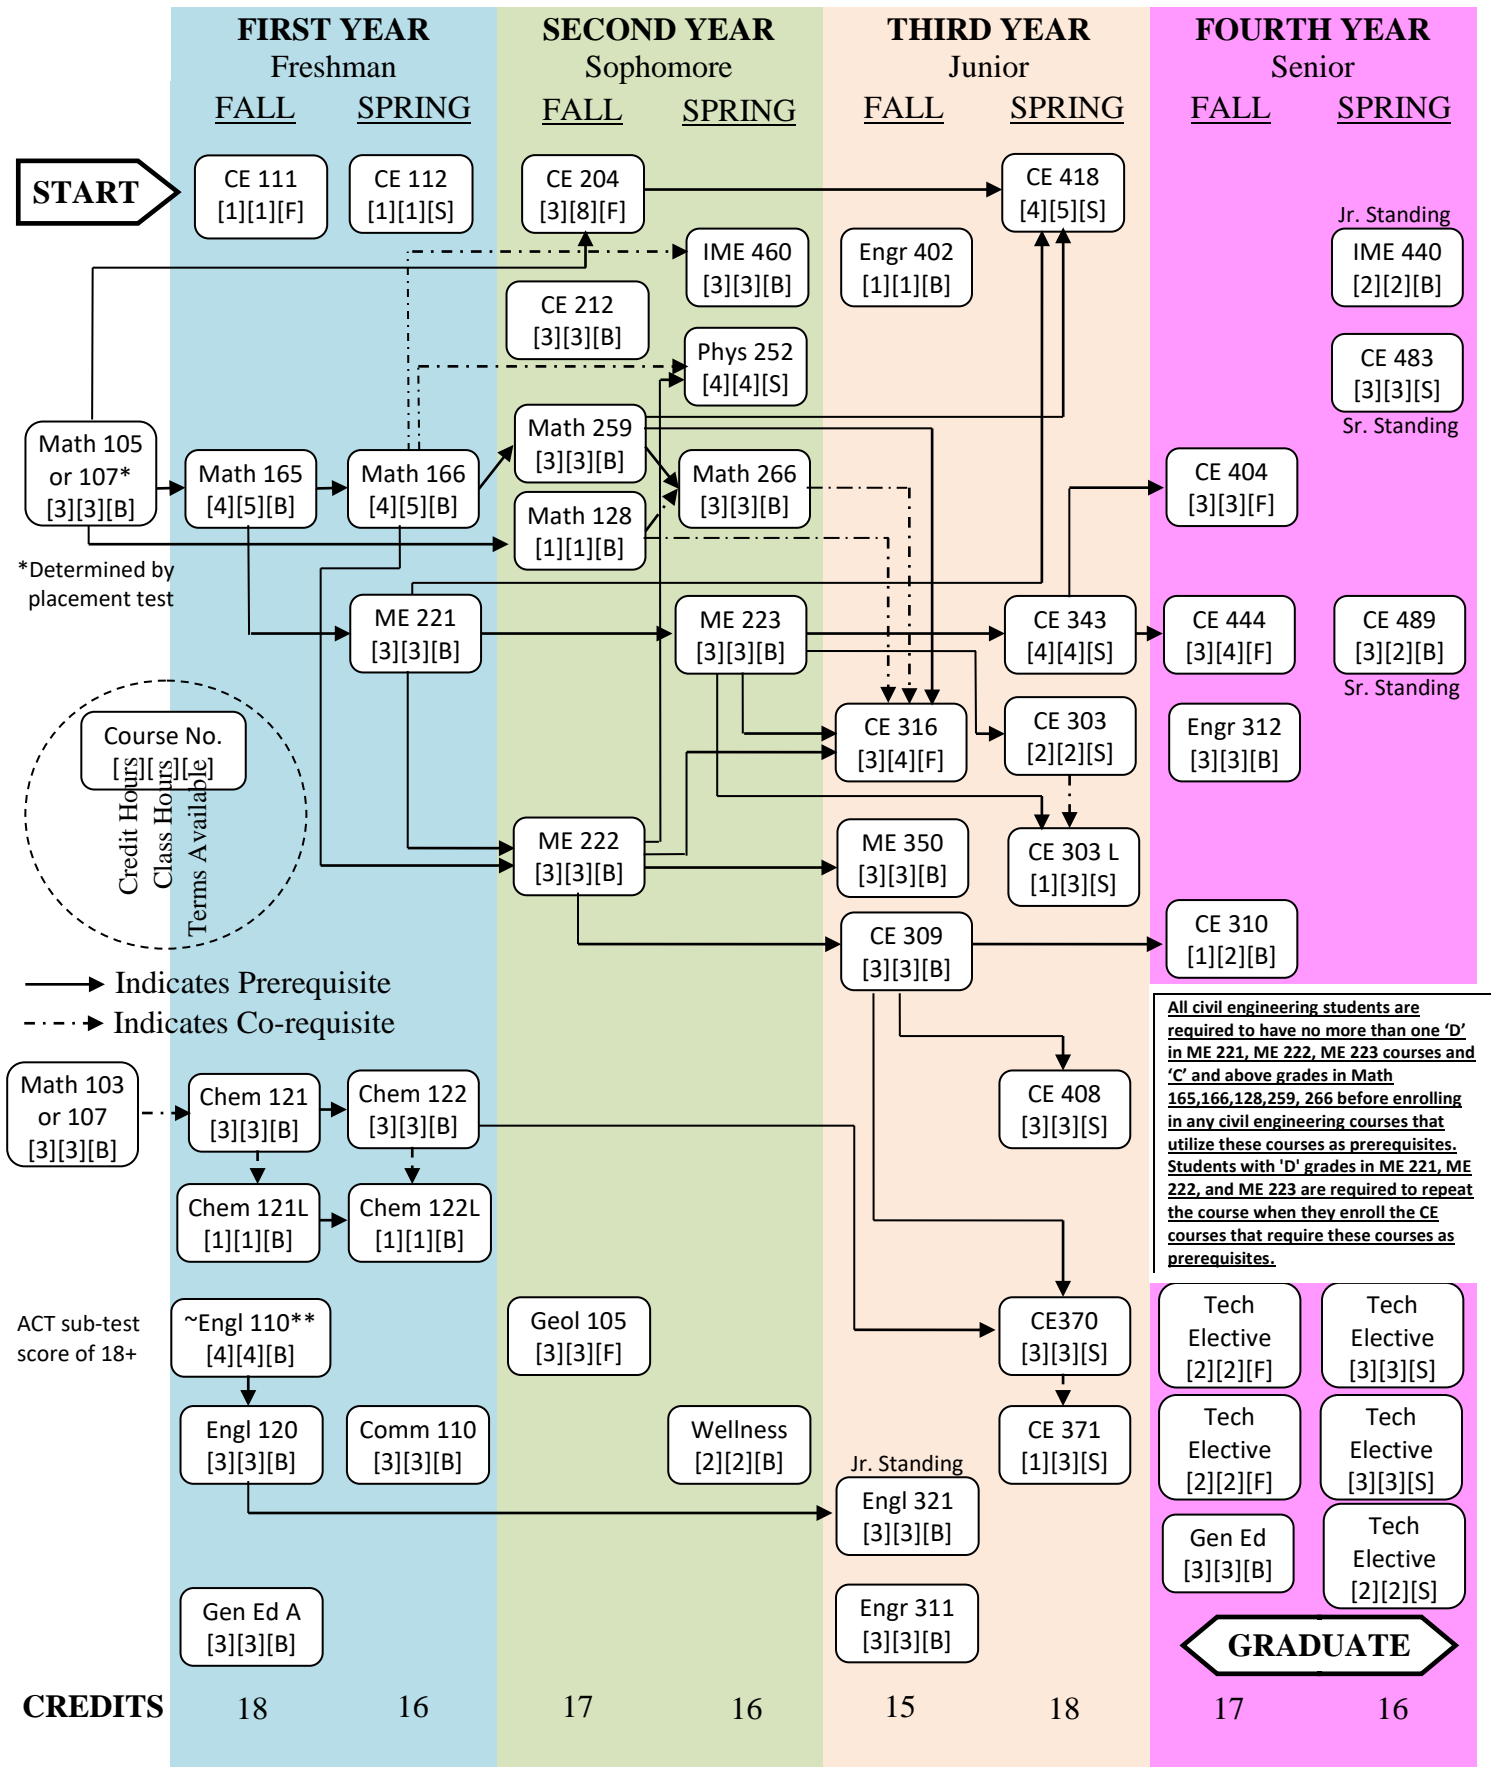 FIRST YEAR
Freshman
FALL
SPRING
SECOND YEAR
Sophomore
FALL
SPRING
THIRD YEAR
Junior
FALL
SPRING
FOURTH YEAR
Senior
FALL
SPRING
START
CE 111
[1][1][F]
CE 112
[1][1][S]
CE 204
[3][8][F]
CE 418
[4][5][S]
IME 460
[3][3][B]
Engr 402
[1][1][B]
Jr. Standing
IME 440
[2][2][B]
CE 212
[3][3][B]
Phys 252
[4][4][S]
CE 483
[3][3][S]
Sr. Standing
Math 105
or 107*
[3][3][B]
Math 165
[4][5][B]
Math 166
[4][5][B]
Math 259
[3][3][B]
Math 266
[3][3][B]
CE 404
[3][3][F]
Math 128
[1][1][B]
*Determined by
placement test
ME 221
[3][3][B]
ME 223
[3][3][B]
CE 343
[4][4][S]
CE 444
[3][4][F]
CE 489
[3][2][B]
Sr. Standing
Course No.
[ ][ ][ ]
Credit Hours
Class Hours
Terms Available
CE 316
[3][4][F]
CE 303
[2][2][S]
Engr 312
[3][3][B]
ME 222
[3][3][B]
ME 350
[3][3][B]
CE 303 L
[1][3][S]
CE 309
[3][3][B]
CE 310
[1][2][B]
Indicates Prerequisite
Indicates Co-requisite
All civil engineering students are
required to have no more than one ‘D’
in ME 221, ME 222, ME 223 courses and
‘C’ and above grades in Math
165,166,128,259, 266 before enrolling
in any civil engineering courses that
utilize these courses as prerequisites.
Students with 'D' grades in ME 221, ME
222, and ME 223 are required to repeat
the course when they enroll the CE
courses that require these courses as
prerequisites.
Math 103
or 107
[3][3][B]
Chem 121
[3][3][B]
Chem 122
[3][3][B]
CE 408
[3][3][S]
Chem 121L
[1][1][B]
Chem 122L
[1][1][B]
ACT sub-test
score of 18+
~Engl 110**
[4][4][B]
Geol 105
[3][3][F]
CE370
[3][3][S]
Tech
Elective
[2][2][F]
Tech
Elective
[3][3][S]
Engl 120
[3][3][B]
Comm 110
[3][3][B]
Wellness
[2][2][B]
CE 371
[1][3][S]
Tech
Elective
[2][2][F]
Tech
Elective
[3][3][S]
Jr. Standing
Engl 321
[3][3][B]
Gen Ed
[3][3][B]
Tech
Elective
[2][2][S]
Gen Ed A
[3][3][B]
Engr 311
[3][3][B]
GRADUATE
CREDITS
18
16
17
16
15
18
17
16